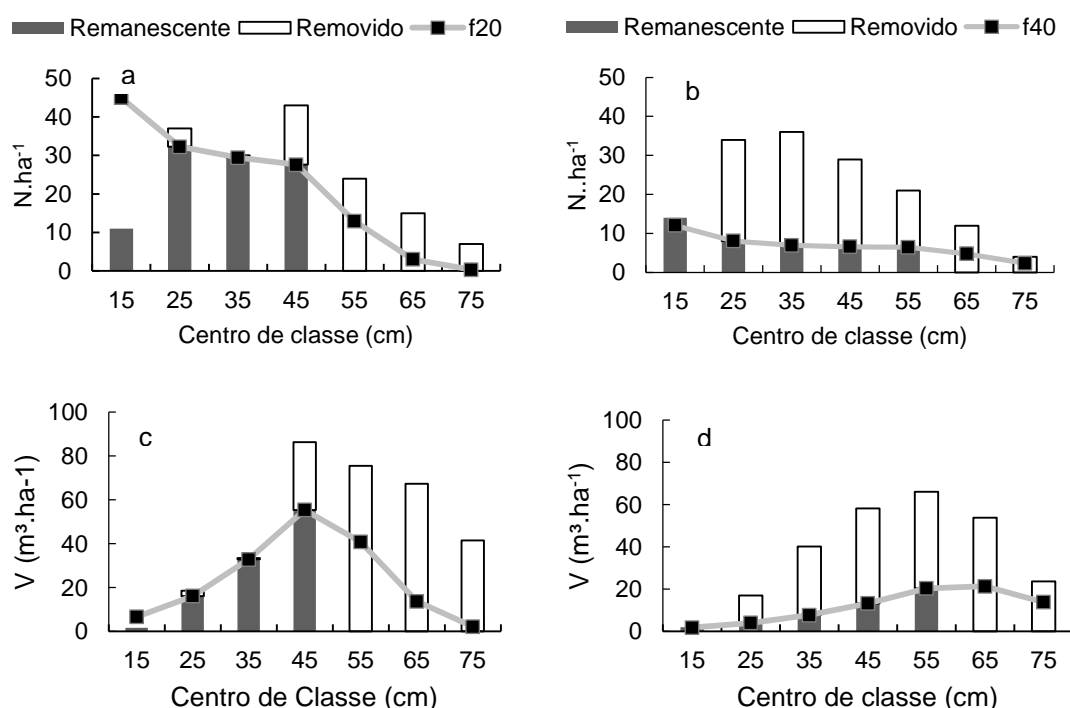 Remanescente Removido f20
Remanescente Removido f40
a
50
40
30
20
10
0
N.ha⁻¹
15 25 35 45 55 65 75
Centro de classe (cm)
b
50
40
30
20
10
0
N..ha⁻¹
15 25 35 45 55 65 75
Centro de classe (cm)
c
100
80
60
40
20
0
V (m³.ha-1)
15 25 35 45 55 65 75
Centro de Classe (cm)
d
100
80
60
40
20
0
V (m³.ha⁻¹)
15 25 35 45 55 65 75
Centro de classe (cm)